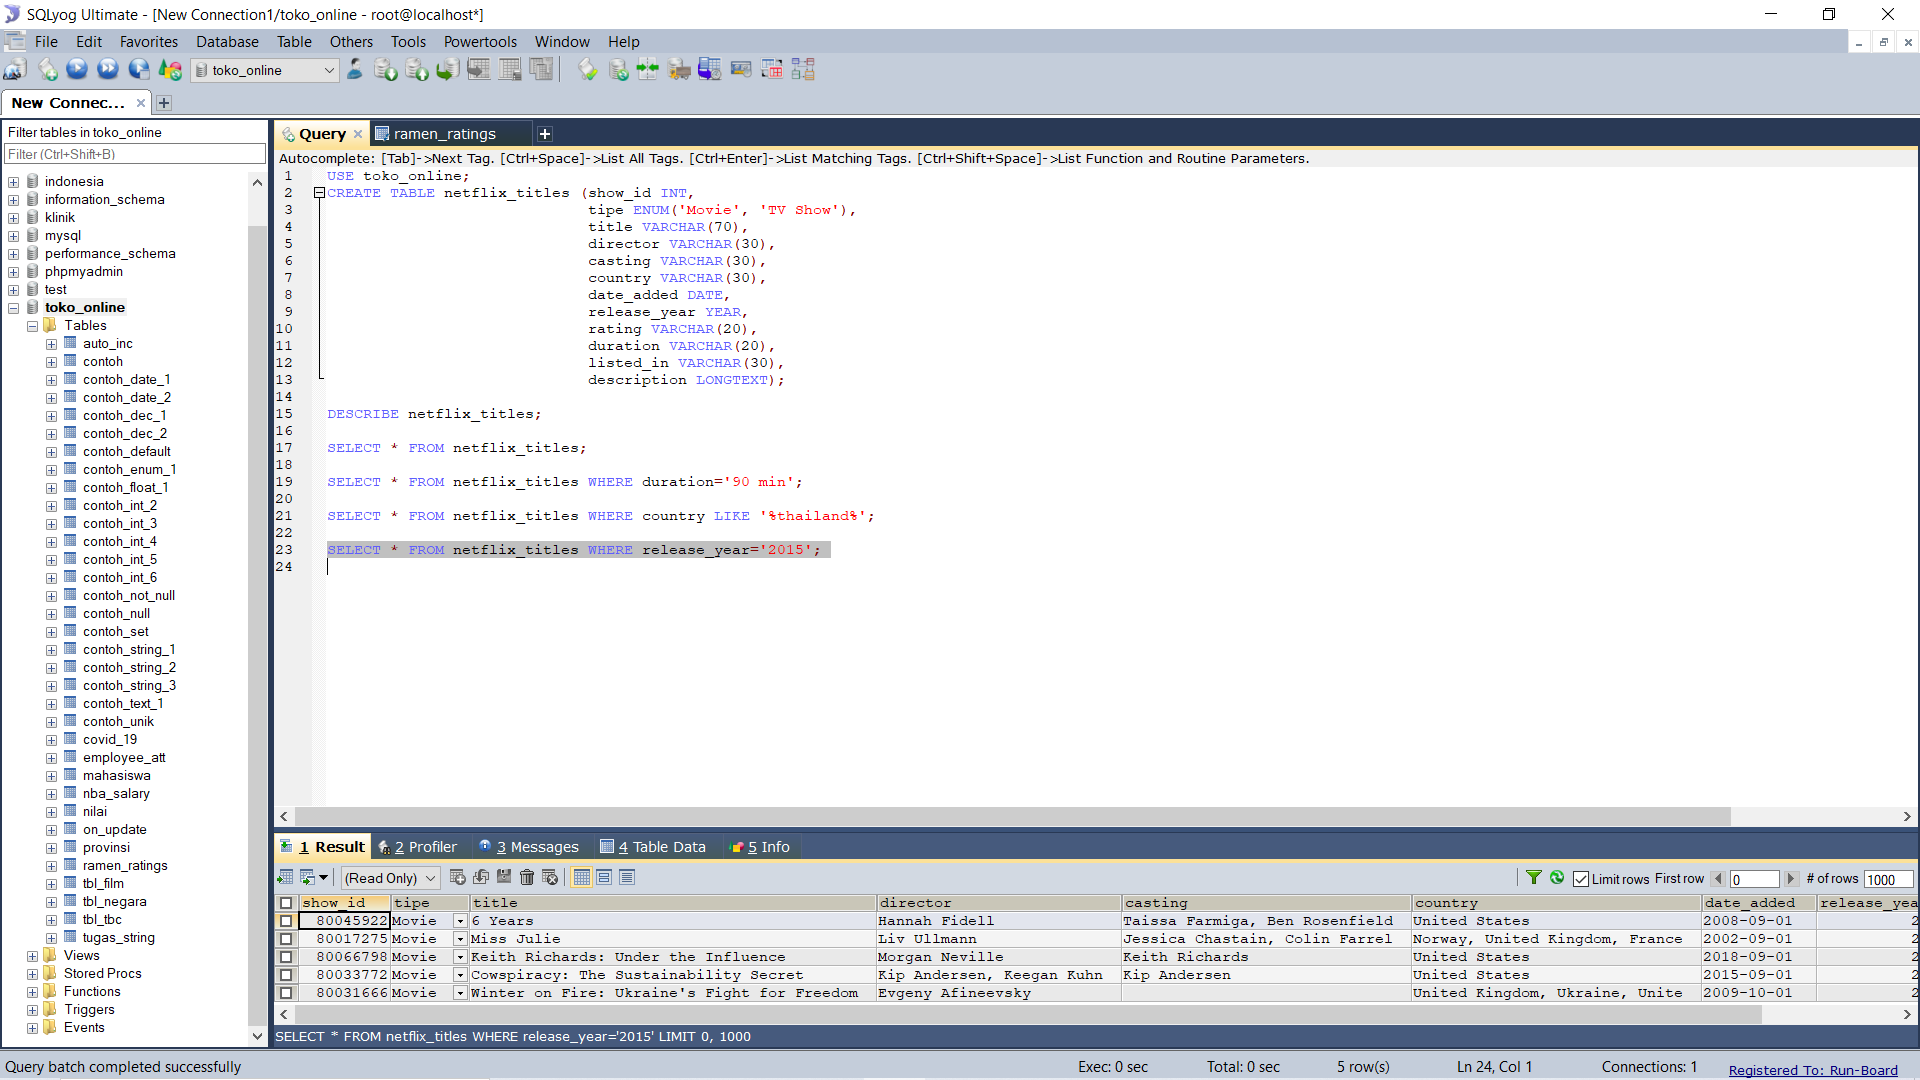 SQLyog Ultimate - [New Connection1/toko_online - root@localhost*]
File Edit Favorites Database Table Others Tools Powertools Window Help
toko_online
New Connec...
Filter tables in toko_online
Filter (Ctrl+Shift+B)
indonesia
information_schema
klinik
mysql
performance_schema
phpmyadmin
test
toko_online
Tables
auto_inc
contoh
contoh_date_1
contoh_date_2
contoh_dec_1
contoh_dec_2
contoh_default
contoh_enum_1
contoh_float_1
contoh_int_2
contoh_int_3
contoh_int_4
contoh_int_5
contoh_int_6
contoh_not_null
contoh_null
contoh_set
contoh_string_1
contoh_string_2
contoh_string_3
contoh_text_1
contoh_unik
covid_19
employee_att
mahasiswa
nba_salary
nilai
on_update
provinsi
ramen_ratings
tbl_film
tbl_negara
tbl_tbc
tugas_string
Views
Stored Procs
Functions
Triggers
Events
Query ramen_ratings
Autocomplete: [Tab]->Next Tag. [Ctrl+Space]->List All Tags. [Ctrl+Enter]->List Matching Tags. [Ctrl+Shift+Space]->List Function and Routine Parameters.
1 USE toko_online;
2 CREATE TABLE netflix_titles (show_id INT,
3 tipe ENUM('Movie', 'TV Show'),
4 title VARCHAR(70),
5 director VARCHAR(30),
6 casting VARCHAR(30),
7 country VARCHAR(30),
8 date_added DATE,
9 release_year YEAR,
10 rating VARCHAR(20),
11 duration VARCHAR(20),
12 listed_in VARCHAR(30),
13 description LONGTEXT);
14
15 DESCRIBE netflix_titles;
16
17 SELECT * FROM netflix_titles;
18
19 SELECT * FROM netflix_titles WHERE duration='90 min';
20
21 SELECT * FROM netflix_titles WHERE country LIKE '%thailand%';
22
23 SELECT * FROM netflix_titles WHERE release_year='2015';
24
1 Result 2 Profiler 3 Messages 4 Table Data 5 Info
(Read Only) Limit rows First row 0 # of rows 1000
show_id tipe title director casting country date_added release_yea
80045922 Movie 6 Years Hannah Fidell Taissa Farmiga, Ben Rosenfield United States 2008-09-01 2
80017275 Movie Miss Julie Liv Ullmann Jessica Chastain, Colin Farrel Norway, United Kingdom, France 2002-09-01 2
80066798 Movie Keith Richards: Under the Influence Morgan Neville Keith Richards United States 2018-09-01 2
80033772 Movie Cowspiracy: The Sustainability Secret Kip Andersen, Keegan Kuhn Kip Andersen United States 2015-09-01 2
80031666 Movie Winter on Fire: Ukraine's Fight for Freedom Evgeny Afineevsky United Kingdom, Ukraine, Unite 2009-10-01 2
SELECT * FROM netflix_titles WHERE release_year='2015' LIMIT 0, 1000
Query batch completed successfully Exec: 0 sec Total: 0 sec 5 row(s) Ln 24, Col 1 Connections: 1 Registered To: Run-Board